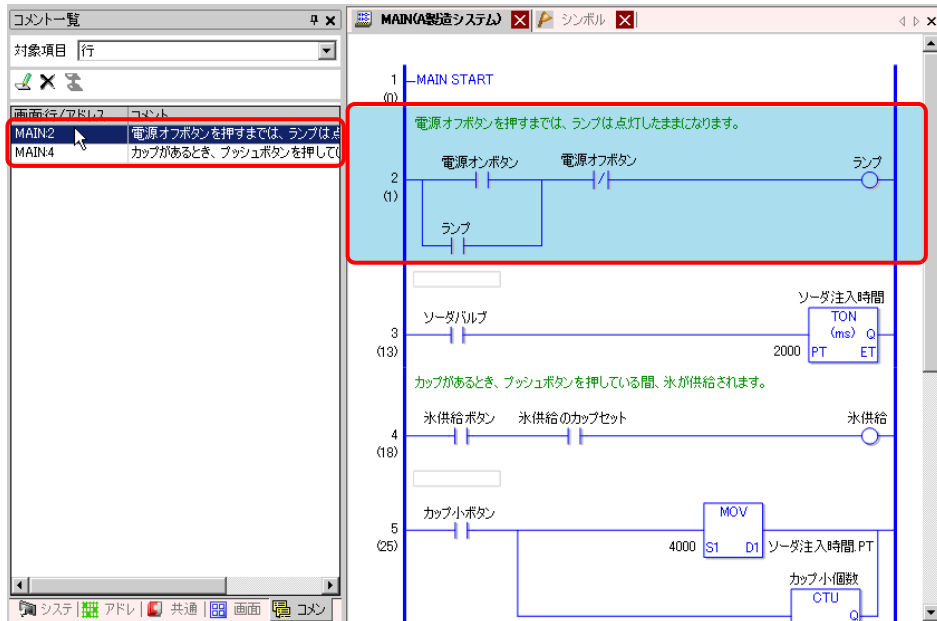 コメント一覧
対象項目 行
画面:行/アドレス コメント
MAIN:2 電源オフボタンを押すまでは、ランプは点
MAIN:4 カップがあるとき、プッシュボタンを押して
システ アドレ 共通 画面 コメン
MAIN(A製造システム) シンボル
1 MAIN START
(0)
電源オフボタンを押すまでは、ランプは点灯したままになります。
電源オンボタン 電源オフボタン ランプ
2
(1)
ランプ
ソーダ注入時間
ソーダバルブ TON
3 (ms) Q
(13) 2000 PT ET
カップがあるとき、プッシュボタンを押している間、氷が供給されます。
氷供給ボタン 氷供給のカップセット 氷供給
4
(18)
カップ小ボタン MOV
5
(25) 4000 S1 D1 ソーダ注入時間.PT
カップ小個数
CTU
Q